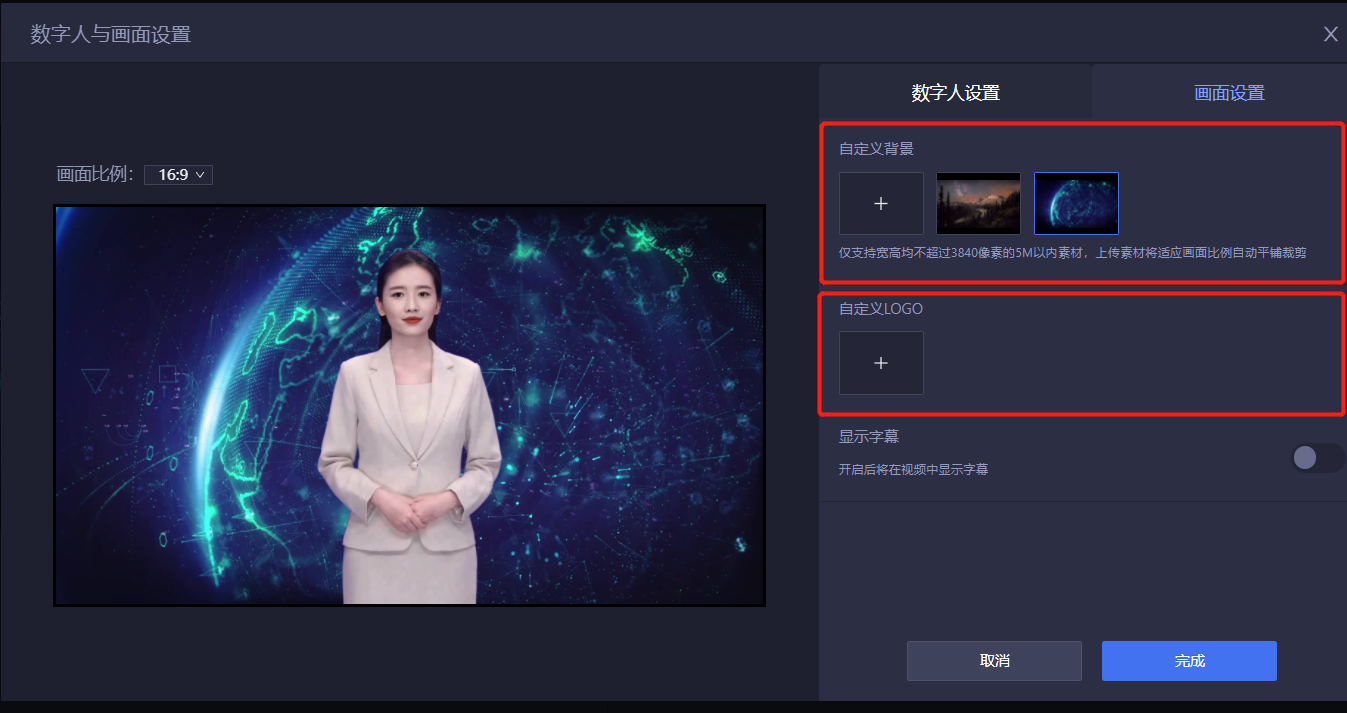 数字人与画面设置
X
数字人设置
画面设置
画面比例:
16:9
自定义背景
+
仅支持宽高均不超过3840像素的5M以内素材，上传素材将适应画面比例自动平铺裁剪
自定义LOGO
+
显示字幕
开启后将在视频中显示字幕
取消
完成